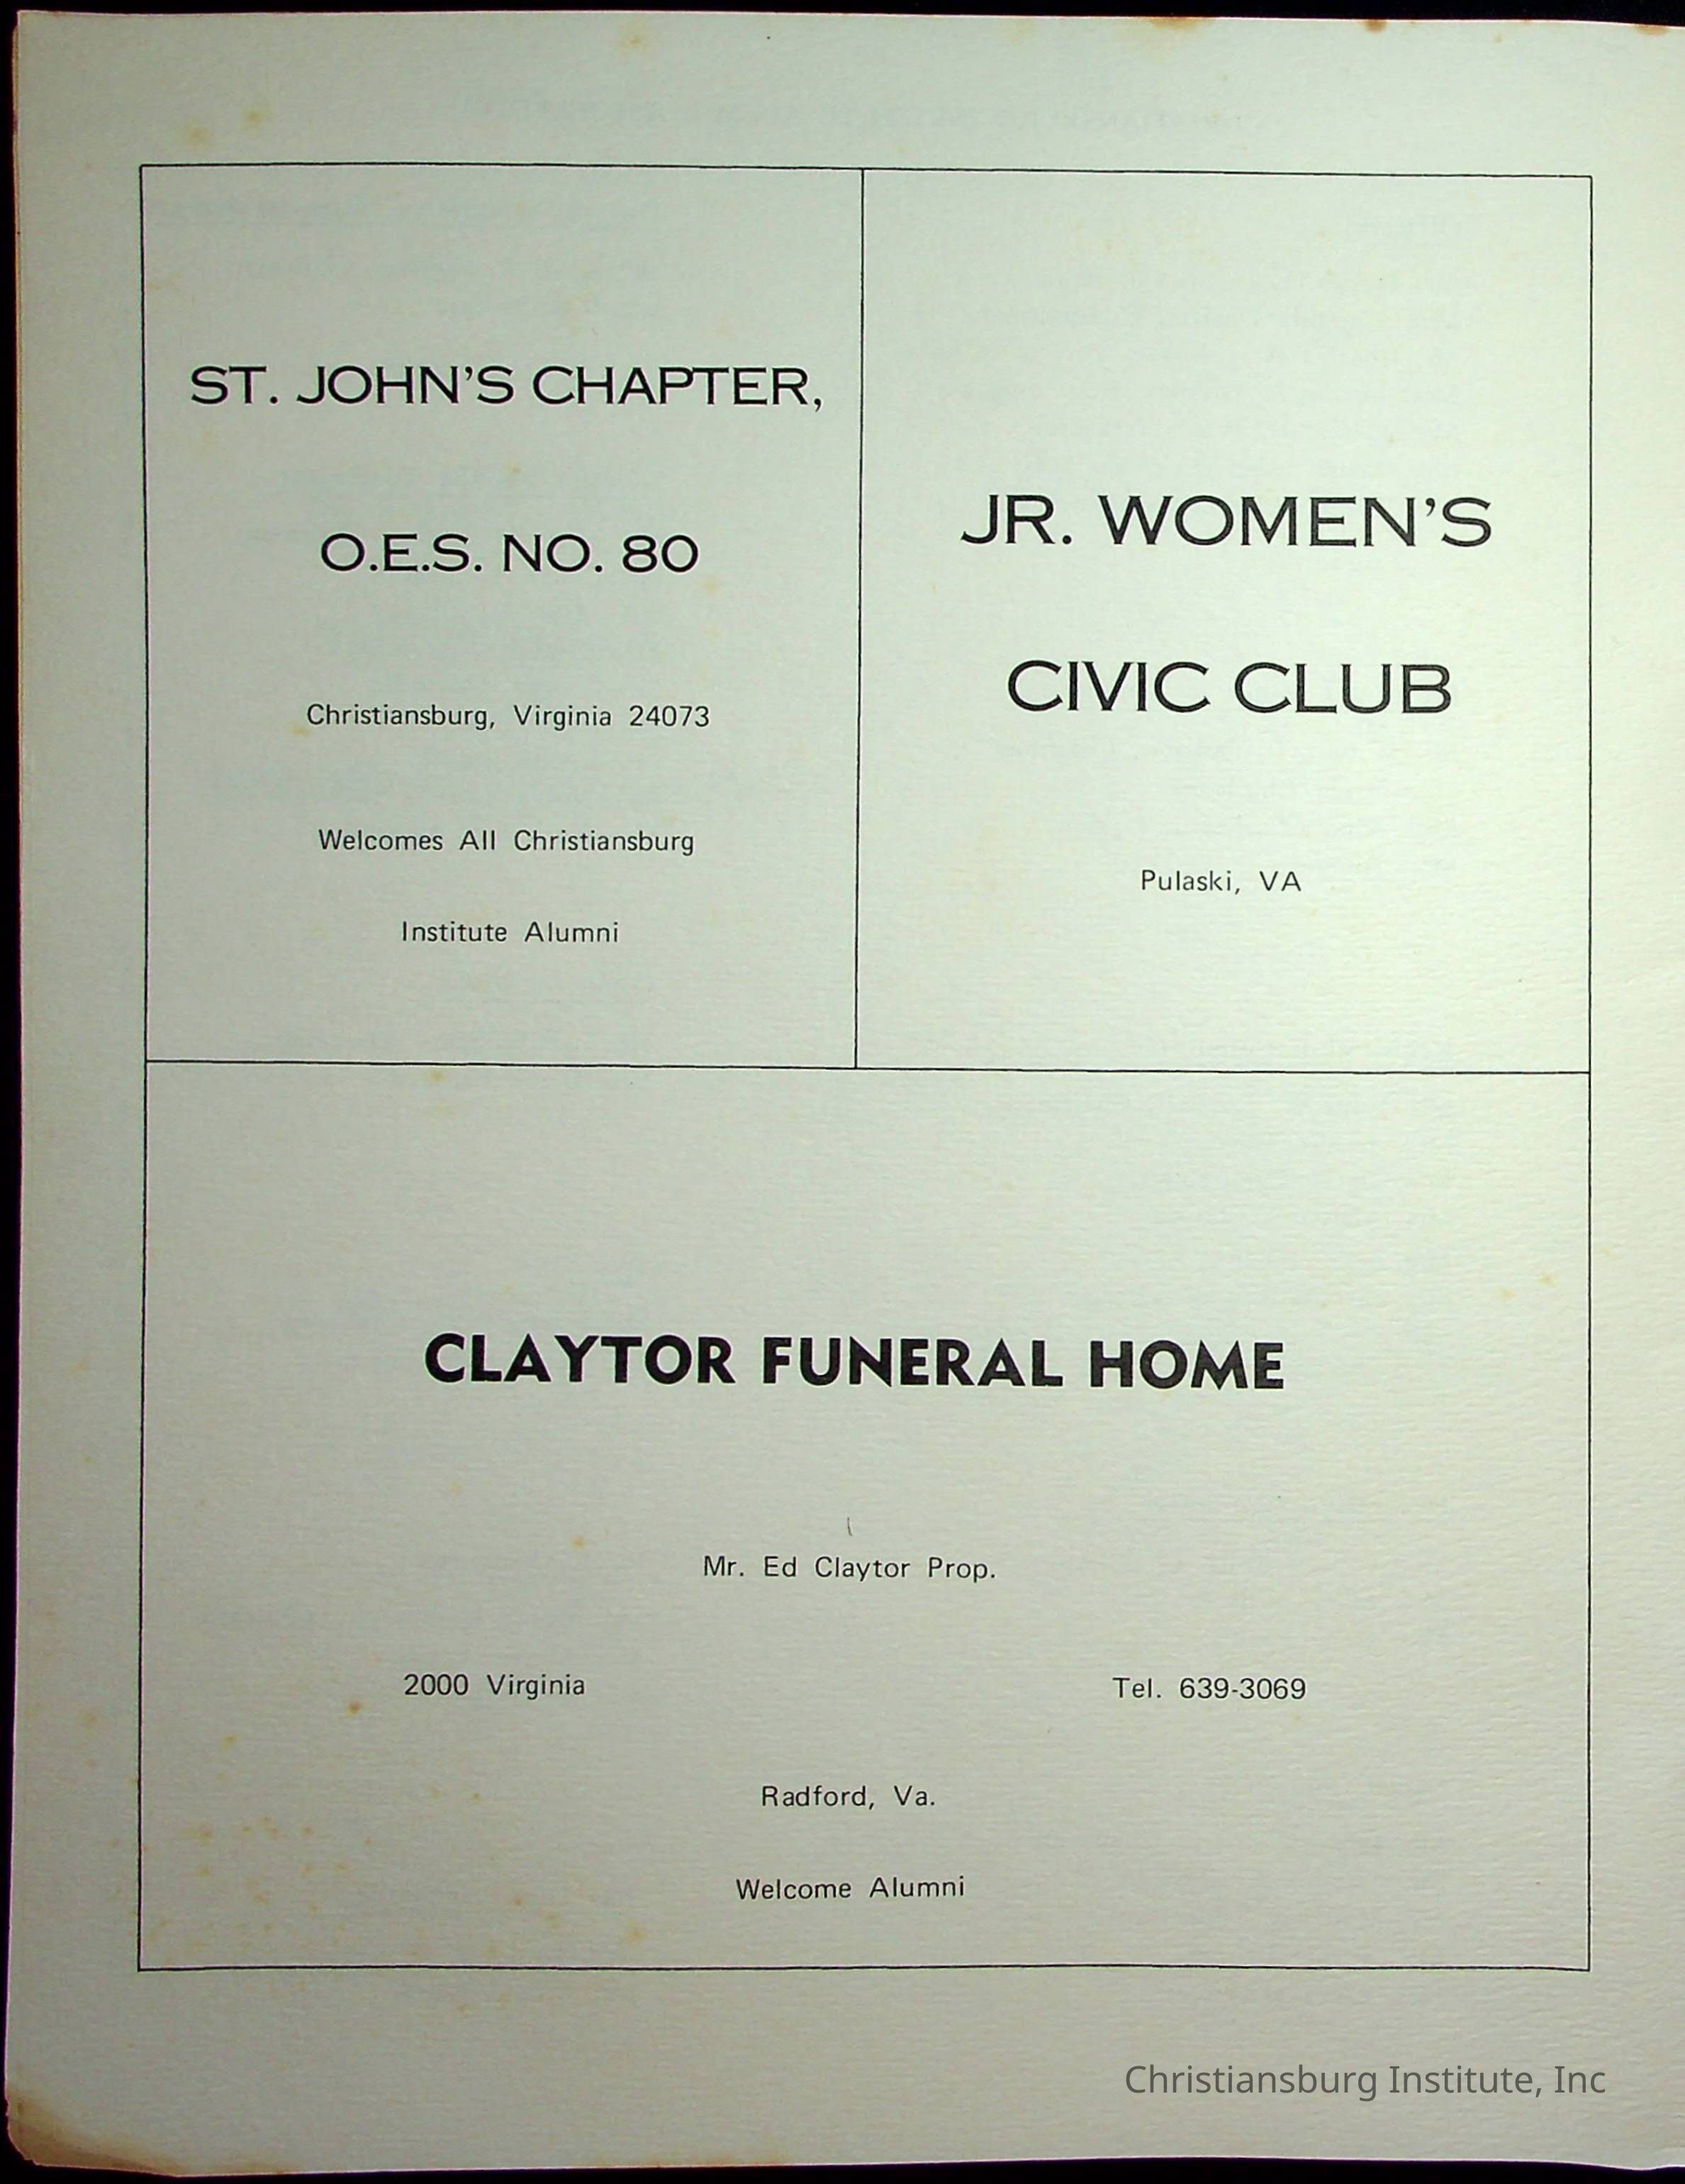 ST. JOHN'S CHAPTER,
O.E.S. NO. 80
Christiansburg, Virginia 24073
Welcomes All Christiansburg
Institute Alumni
JR. WOMEN'S
CIVIC CLUB
Pulaski, VA
CLAYTOR FUNERAL HOME
Mr. Ed Claytor Prop.
2000 Virginia
Tel. 639-3069
Radford, Va.
Welcome Alumni
Christiansburg Institute, Inc